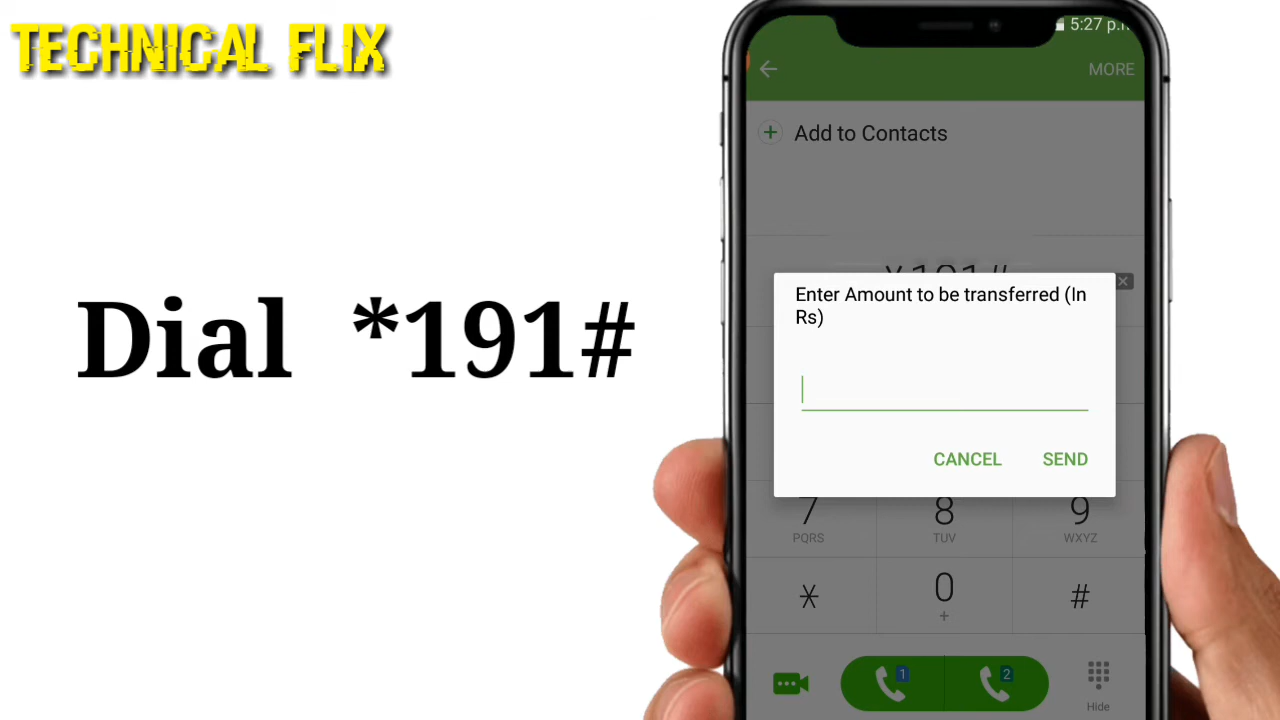 TECHNICAL FLIX
5:27 p.m
MORE
Add to Contacts
*191#
Enter Amount to be transferred (In
Rs)
Dial *191#
CANCEL SEND
7 8 9
PQRS TUV WXYZ
* 0 #
+
1 2
Hide